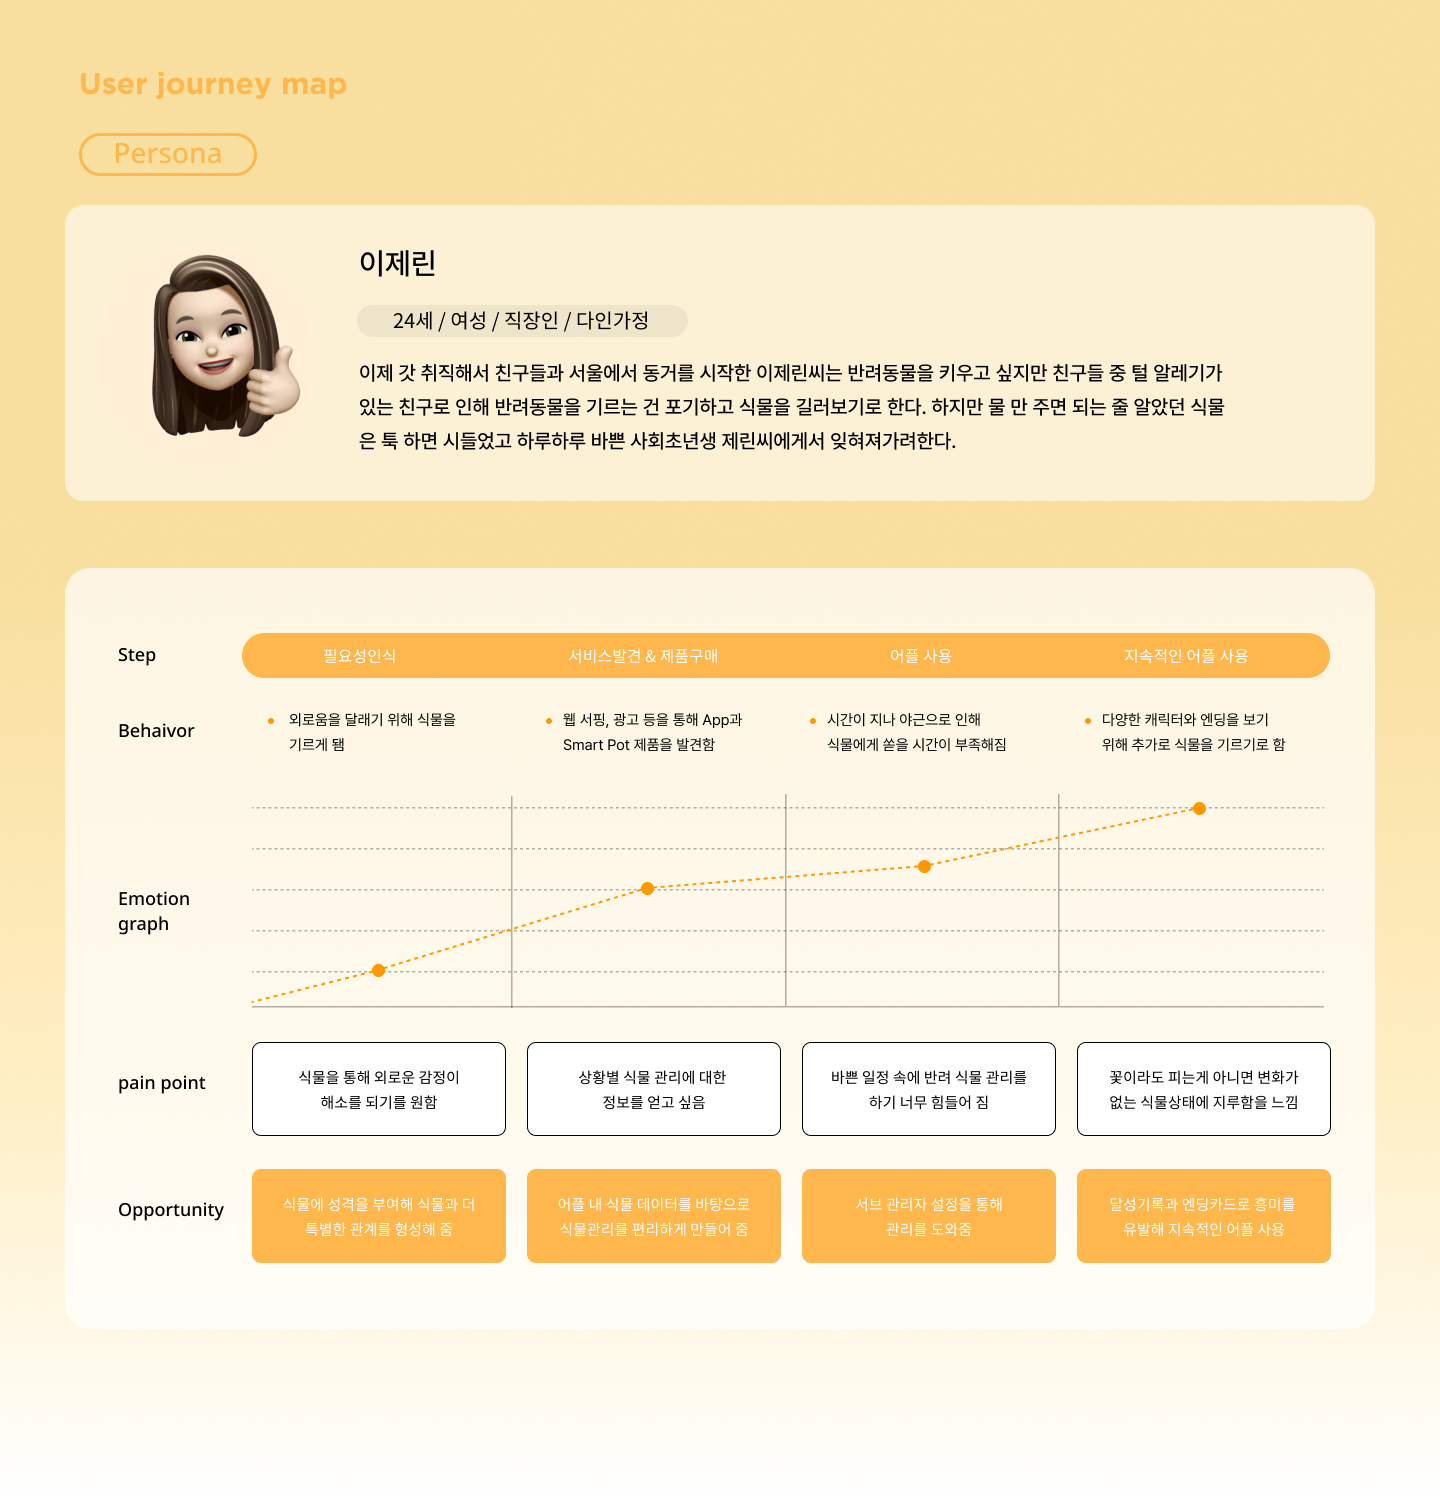 User journey map
Persona
이제린
24세 / 여성 / 직장인 / 다인가정
이제 갓 취직해서 친구들과 서울에서 동거를 시작한 이제린씨는 반려동물을 키우고 싶지만 친구들 중 털 알레기가
있는 친구로 인해 반려동물을 기르는 건 포기하고 식물을 길러보기로 한다. 하지만 물 만 주면 되는 줄 알았던 식물
은 툭 하면 시들었고 하루하루 바쁜 사회초년생 제린씨에게서 잊혀져가려한다.
Step
필요성인식
서비스발견 & 제품구매
어플 사용
지속적인 어플 사용
Behaivor
외로움을 달래기 위해 식물을
기르게 됌
웹 서핑, 광고 등을 통해 App과
Smart Pot 제품을 발견함
시간이 지나 야근으로 인해
식물에게 쏟을 시간이 부족해짐
다양한 캐릭터와 엔딩을 보기
위해 추가로 식물을 기르기로 함
Emotion
graph
pain point
식물을 통해 외로운 감정이
해소를 되기를 원함
상황별 식물 관리에 대한
정보를 얻고 싶음
바쁜 일정 속에 반려 식물 관리를
하기 너무 힘들어 짐
꽃이라도 피는게 아니면 변화가
없는 식물상태에 지루함을 느낌
Opportunity
식물에 성격을 부여해 식물과 더
특별한 관계를 형성해 줌
어플 내 식물 데이터를 바탕으로
식물관리를 편리하게 만들어 줌
서브 관리자 설정을 통해
관리를 도와줌
달성기록과 엔딩카드로 흥미를
유발해 지속적인 어플 사용